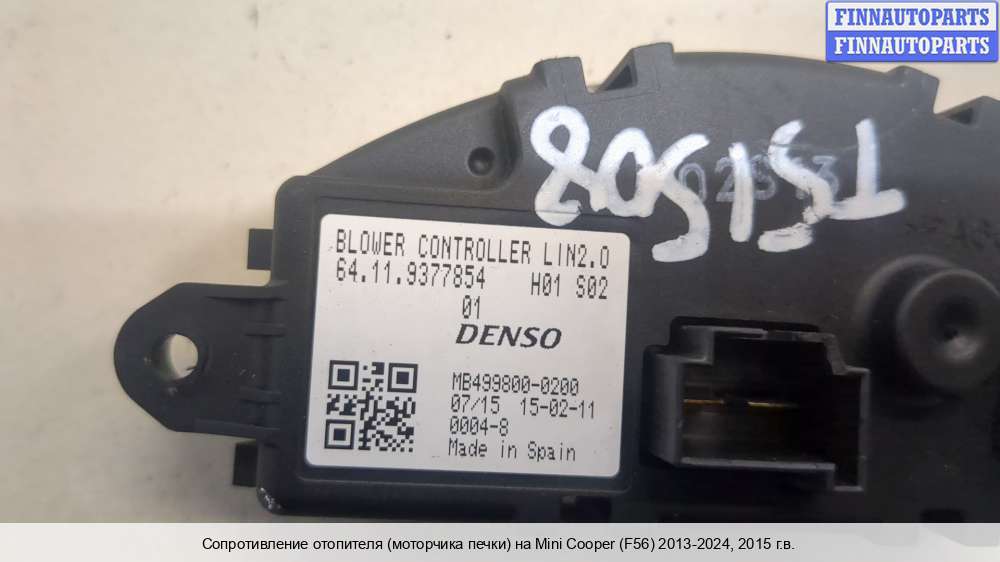 FINNAUTOPARTS
FINNAUTOPARTS
BLOWER CONTROLLER LIN2.0
64.11.9377854 H01 S02
01
DENSO
MB499800-0200
07/15 15-02-11
0004-8
Made in Spain
Сопротивление отопителя (моторчика печки) на Mini Cooper (F56) 2013-2024, 2015 г.в.